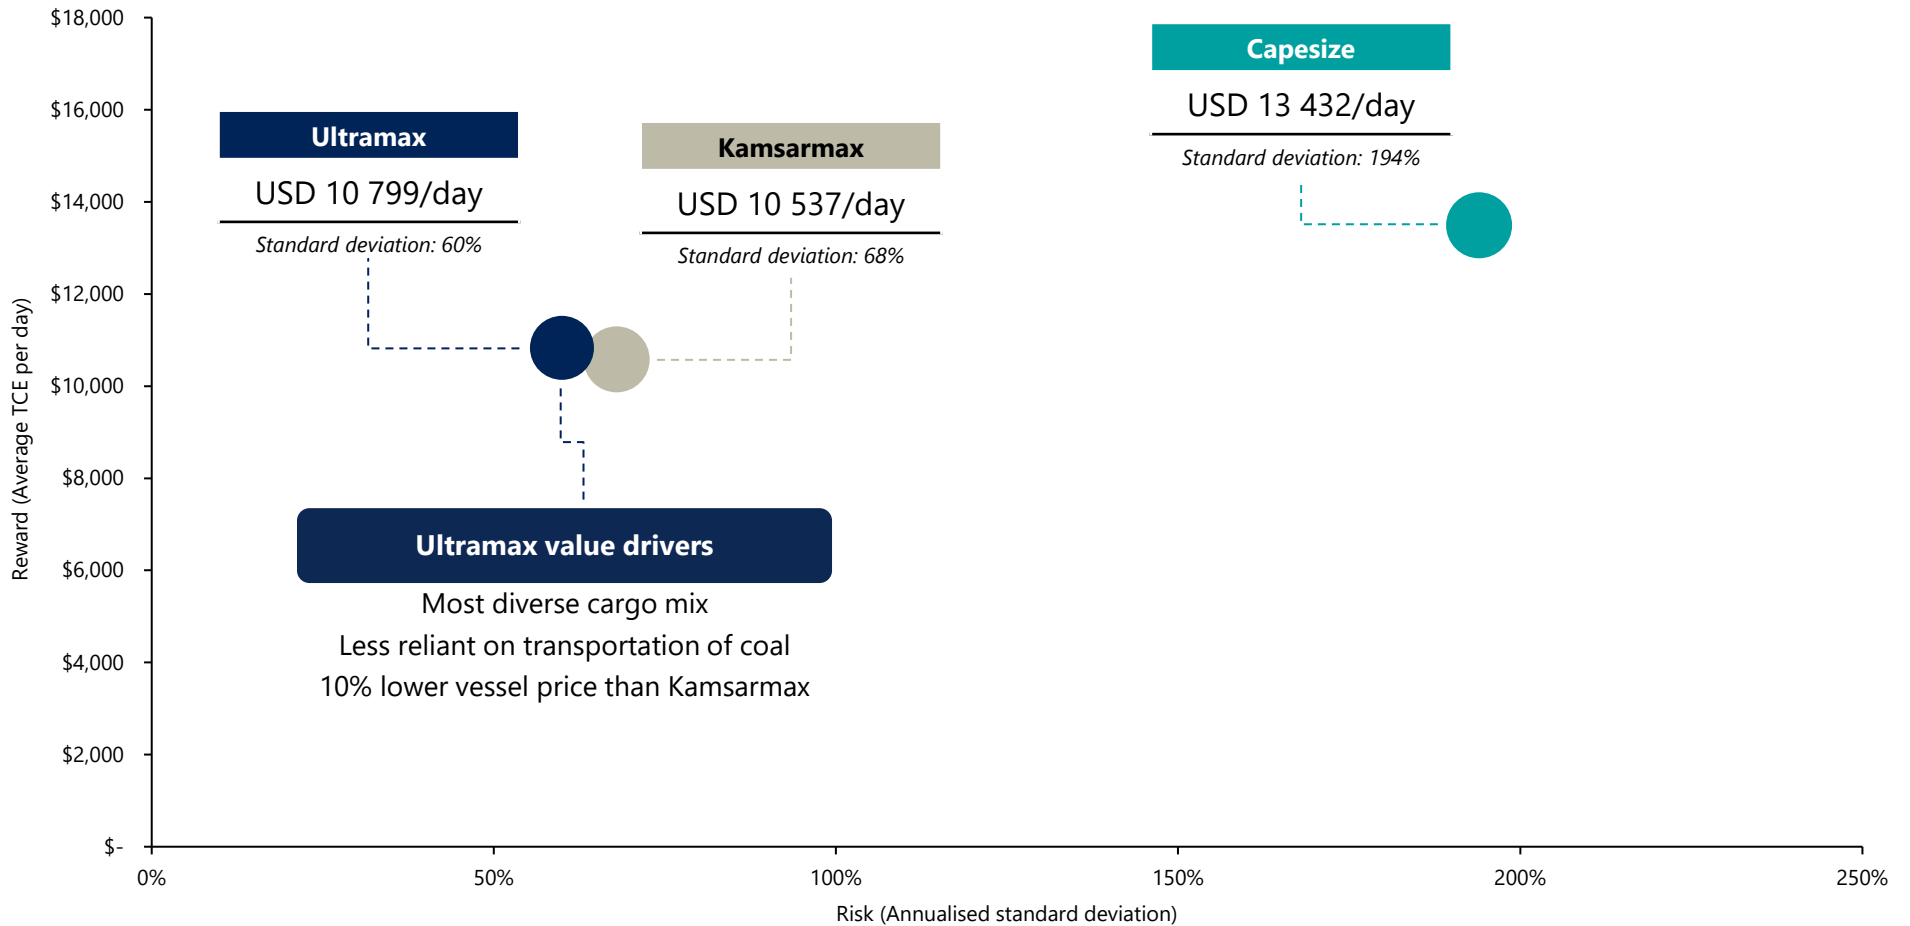 $18,000
$16,000
$14,000
$12,000
$10,000
$8,000
$6,000
$4,000
$2,000
$-
Reward (Average TCE per day)
Ultramax
USD 10 799/day
Standard deviation: 60%
Kamsarmax
USD 10 537/day
Standard deviation: 68%
Capesize
USD 13 432/day
Standard deviation: 194%
Ultramax value drivers
Most diverse cargo mix
Less reliant on transportation of coal
10% lower vessel price than Kamsarmax
0%
50%
100%
150%
200%
250%
Risk (Annualised standard deviation)